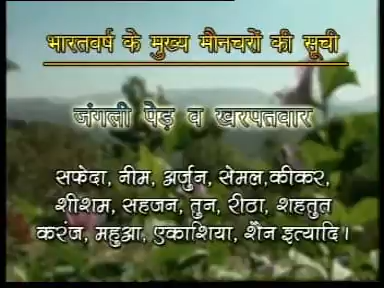 भारतवर्ष के मुख्य मौनचरों की सूची
जंगली पेड़ व खरपतवार
सफेदा, नीम, अर्जुन, सेमल,कीकर,
शीशम, सहजन, तुन, रीठा, शहतुत
करंज, महुआ, एकाशिया, शैन इत्यादि।